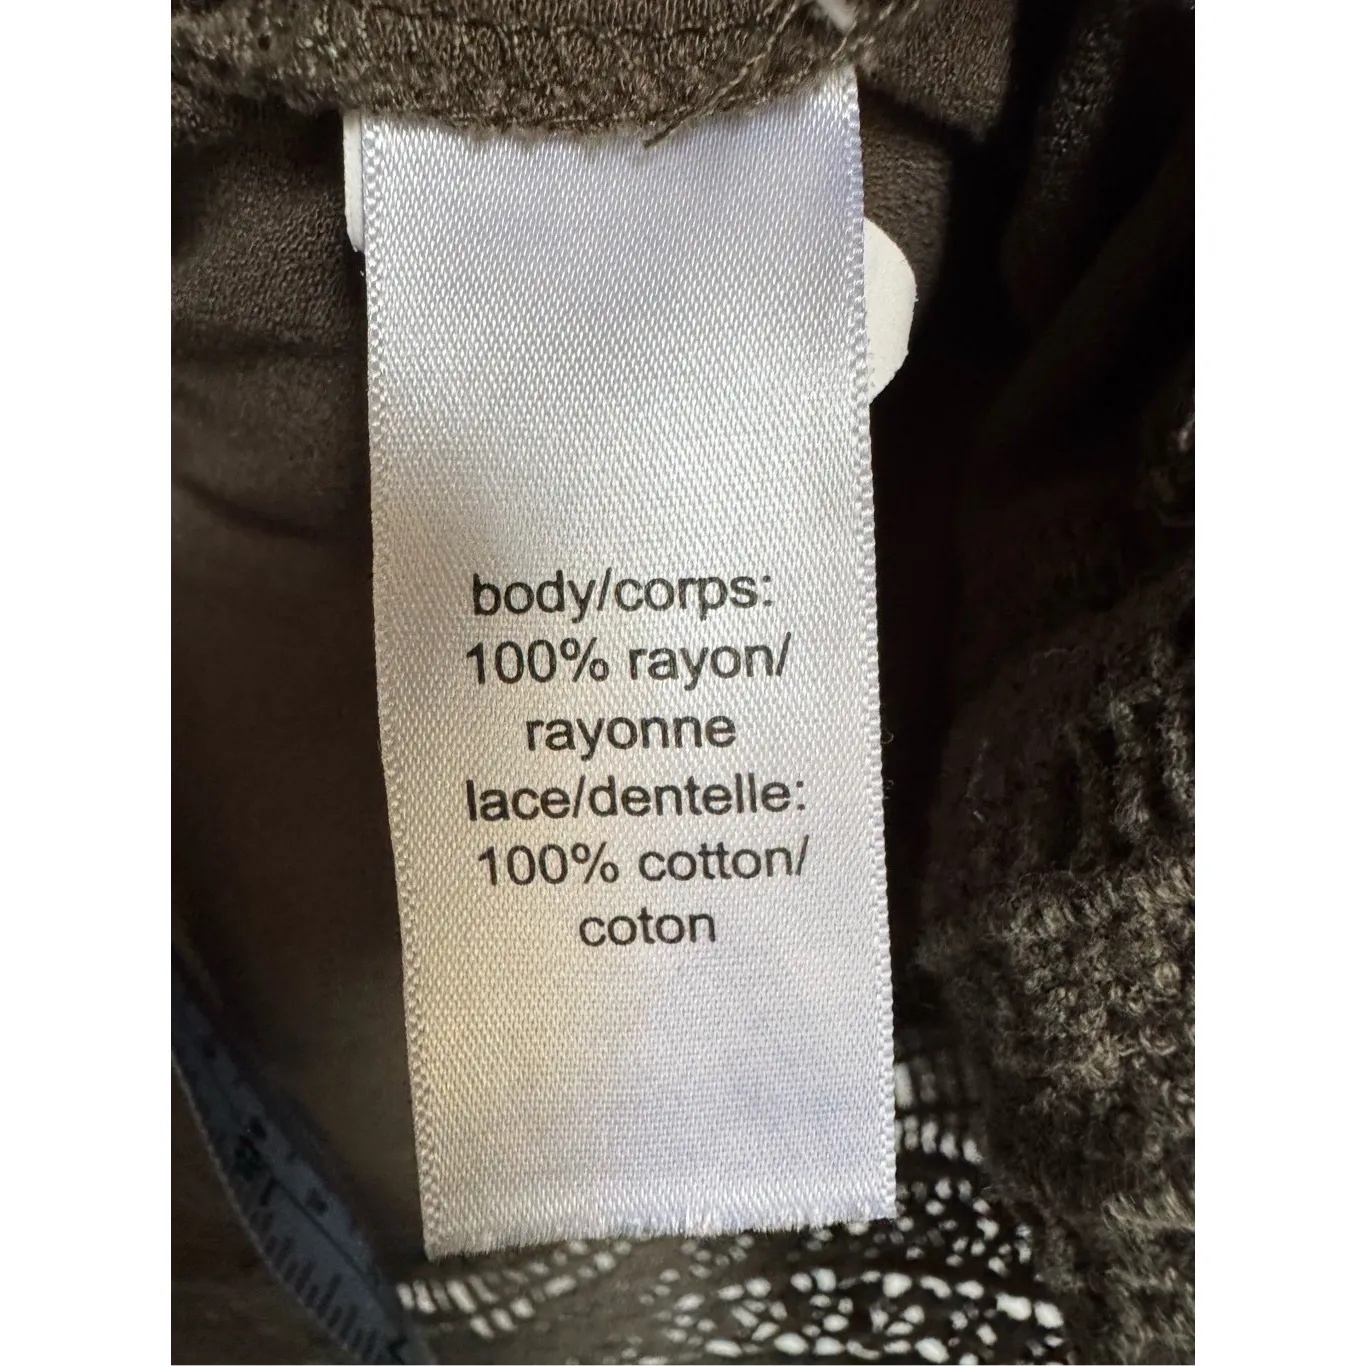 body/corps:
100% rayon/
rayonne
lace/dentelle:
100% cotton/
coton